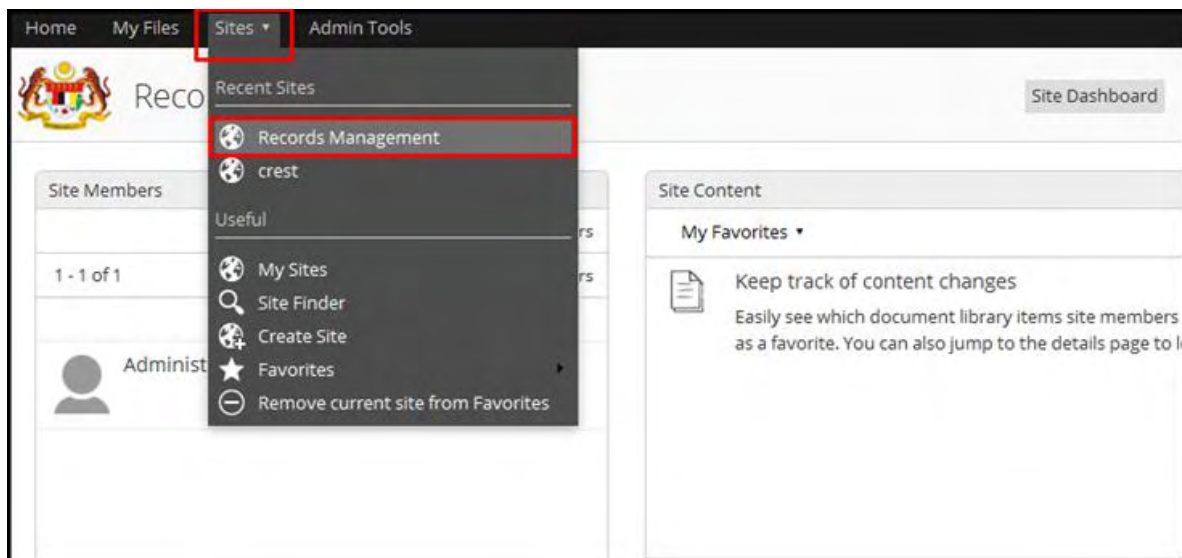 Home My Files Sites Admin Tools
Reco
Site Dashboard
Recent Sites
Records Management
crest
Useful
My Sites
Site Finder
Create Site
Favorites
Remove current site from Favorites
Site Members
rs
1 - 1 of 1
rs
Administ
Site Content
My Favorites
Keep track of content changes
Easily see which document library items site members
as a favorite. You can also jump to the details page to l